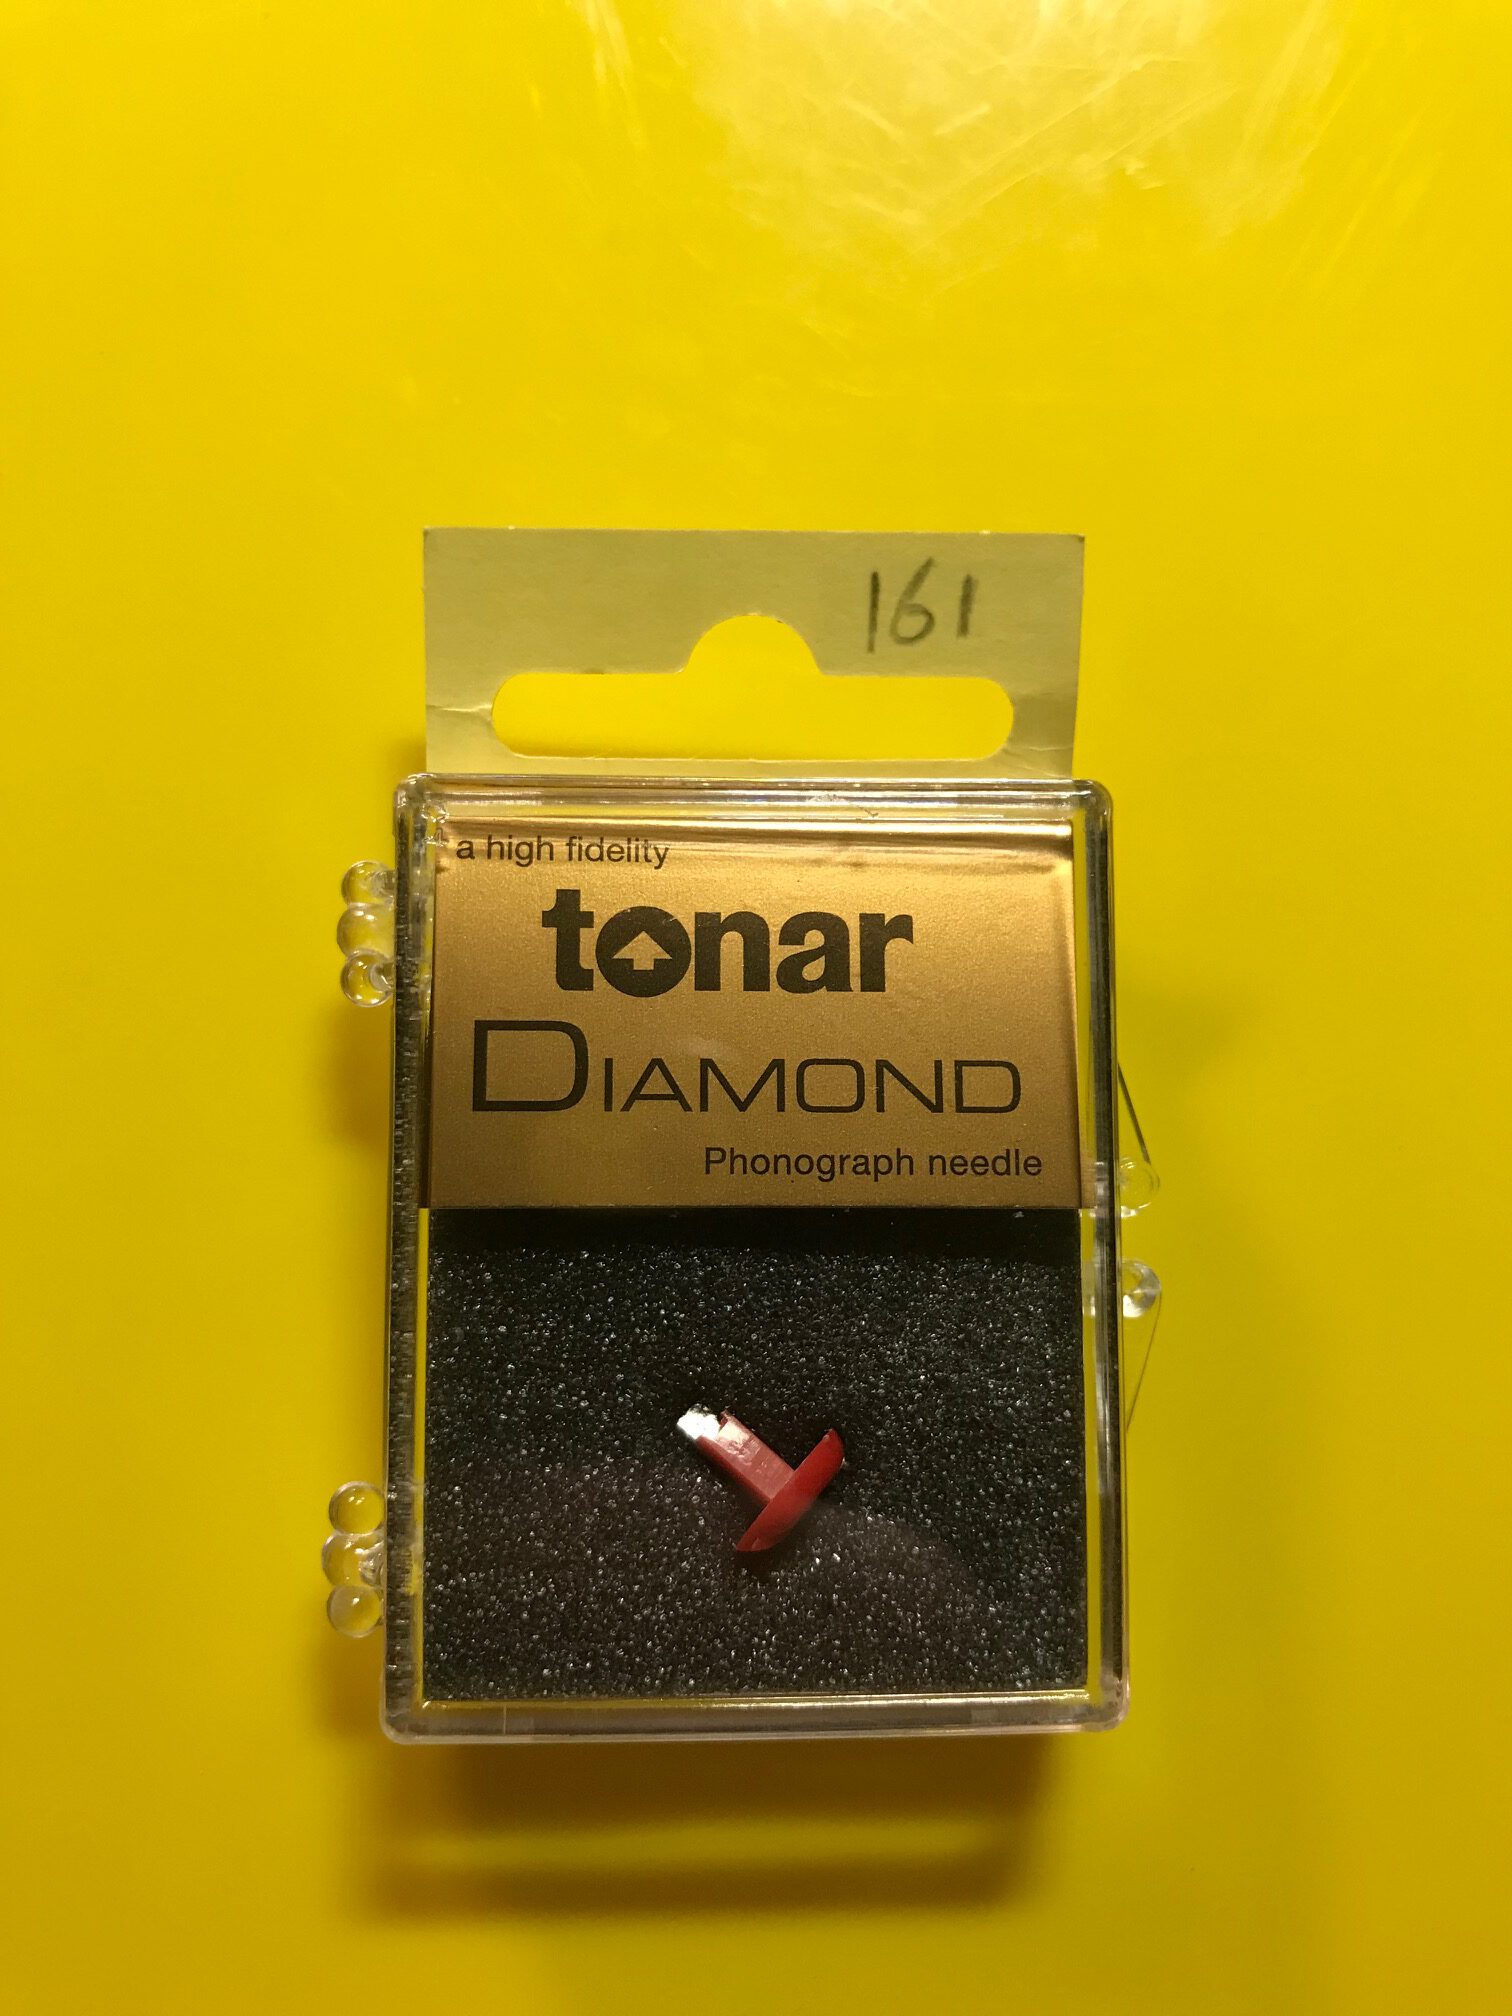 161
a high fidelity
tonar
DIAMOND
Phonograph needle